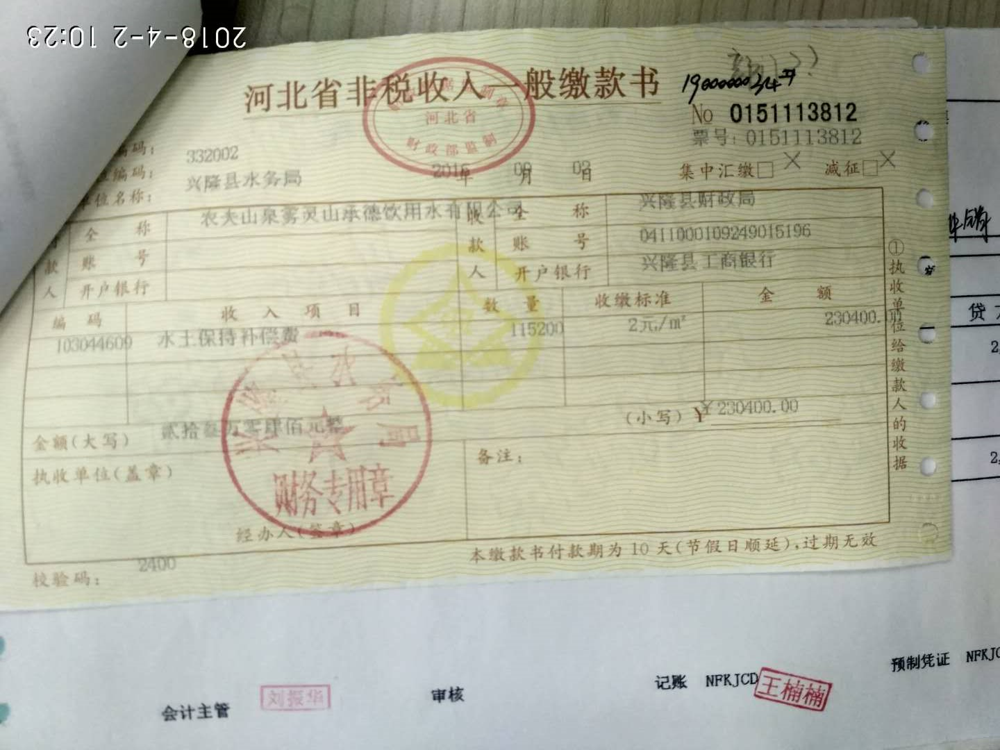 2018-4-2 10:23
河北省非税收入一般缴款书
河北省
财政部监制
No 0151113812
票号: 0151113812
编码: 332002
编码: 兴隆县水务局
位名称:
年 月 日
集中汇缴□ × 减征□ ×
全 称 农夫山泉雾灵山承德饮用水有限公司 收 全 称 兴隆县财政局
款 账 号 款 账 号 0411000109249015196
人 开户银行 人 开户银行 兴隆县工商银行
编 码 收 入 项 目 数 量 收缴标准 金 额
103044609 水土保持补偿费 115200 2元/m² 230400.00
金额(大写) 贰拾叁万零肆佰元整 (小写)¥ ¥230400.00
执收单位(盖章) 备注:
财务专用章
经办人(签章)
校验码: 2400
本缴款书付款期为10天(节假日顺延),过期无效
①执收单位给缴款人的收据
贷
2,
2,
预制凭证 NFKJC
会计主管 刘振华 审核 记账 NFKJCD 王楠楠